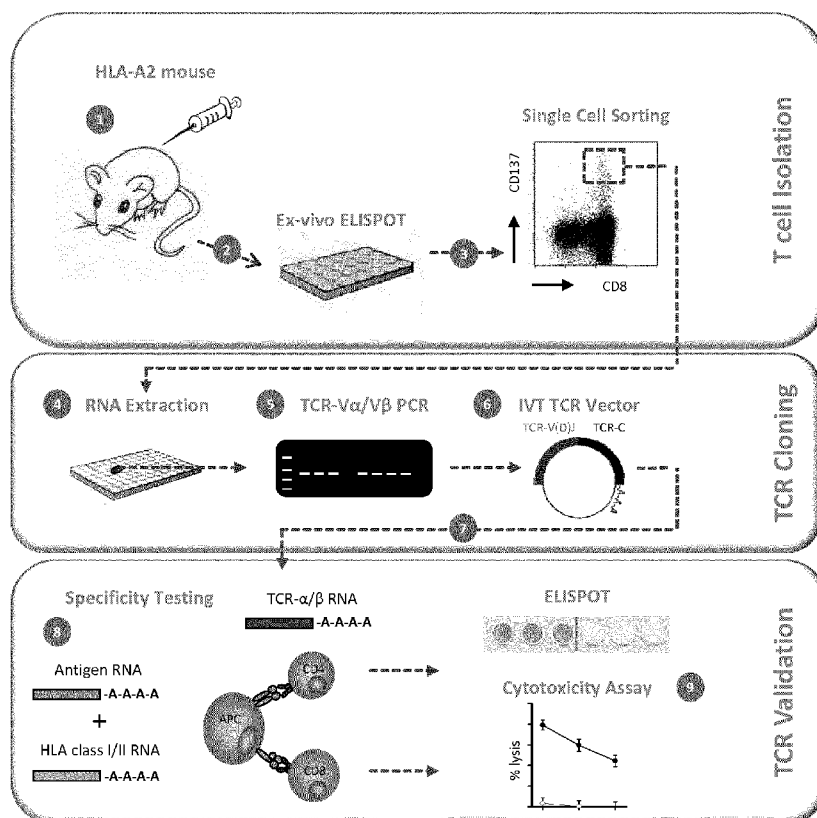 HLA-A2 mouse
1
Single Cell Sorting
CD137
Ex-vivo ELISPOT
2
3
CD8
T cell Isolation
4 RNA Extraction
5 TCR-Vα/Vβ PCR
6 IVT TCR Vector
TCR-V(D)J TCR-C
-A-A-A
7
TCR Cloning
Specificity Testing
8
TCR-α/β RNA
-A-A-A-A
ELISPOT
Antigen RNA
-A-A-A-A
+
HLA class I/II RNA
-A-A-A-A
APC
CD4
CD8
Cytotoxicity Assay 9
% lysis
TCR Validation